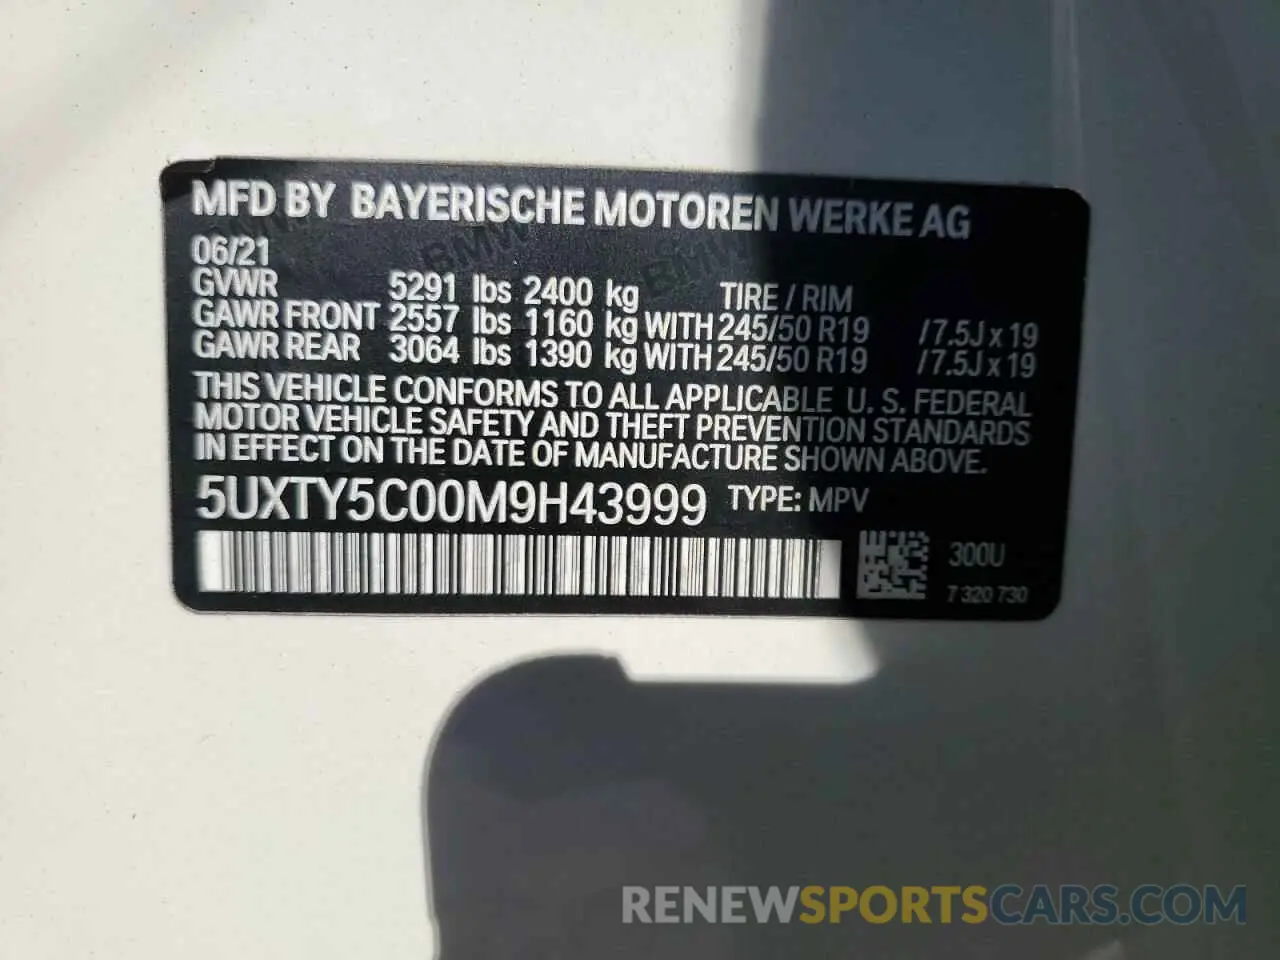 MFD BY BAYERISCHE MOTOREN WERKE AG
06/21
GVWR 5291 lbs 2400 kg TIRE / RIM
GAWR FRONT 2557 lbs 1160 kg WITH 245/50 R19 /7.5J x 19
GAWR REAR 3064 lbs 1390 kg WITH 245/50 R19 /7.5J x 19
THIS VEHICLE CONFORMS TO ALL APPLICABLE U. S. FEDERAL
MOTOR VEHICLE SAFETY AND THEFT PREVENTION STANDARDS
IN EFFECT ON THE DATE OF MANUFACTURE SHOWN ABOVE.
5UXTY5C00M9H43999 TYPE: MPV
300U
7 320 730
BMW BMW
RENEWSPORTSCARS.COM